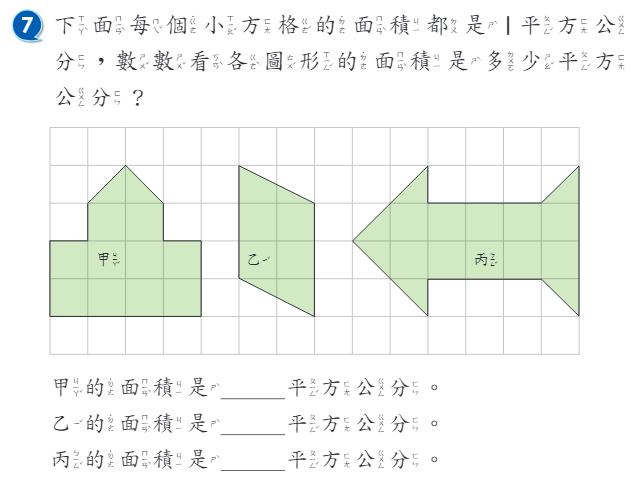 7 下面每個小方格的面積都是1平方公
分，數數看各圖形的面積是多少平方
公分？
甲
乙
丙
甲的面積是______平方公分。
乙的面積是______平方公分。
丙的面積是______平方公分。